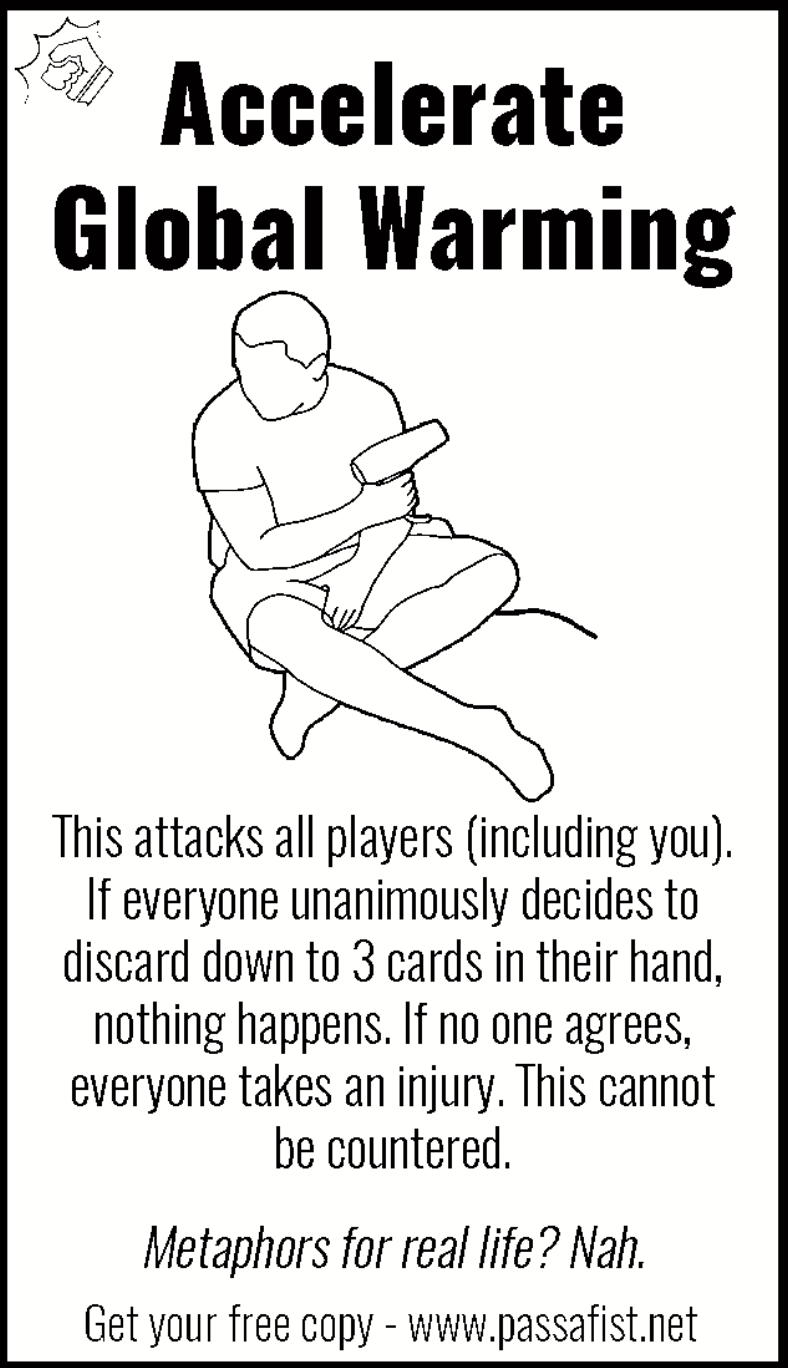 Accelerate
Global Warming
This attacks all players (including you).
If everyone unanimously decides to
discard down to 3 cards in their hand,
nothing happens. If no one agrees,
everyone takes an injury. This cannot
be countered.
Metaphors for real life? Nah.
Get your free copy - www.passafist.net